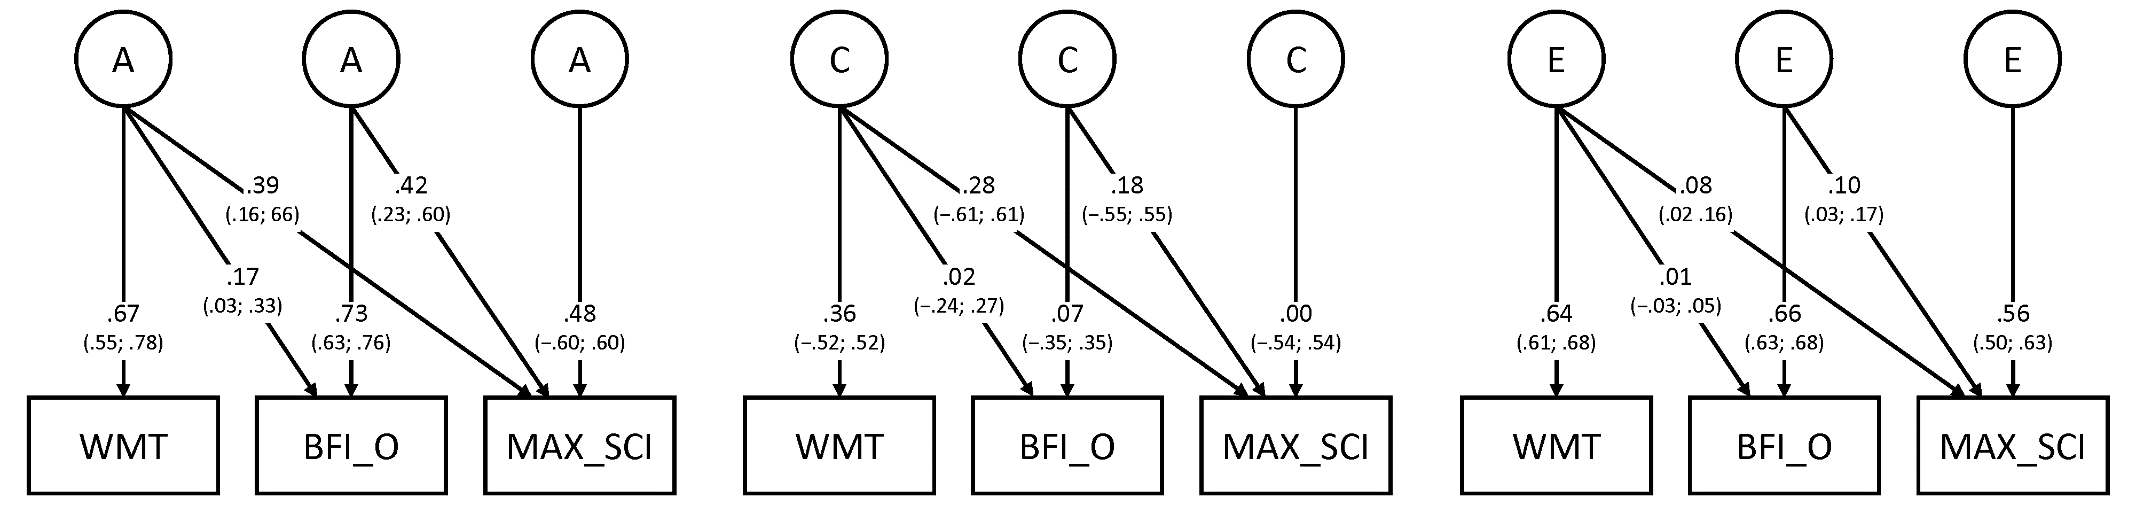 A A A C C C E E E
.39 .42 .28 .18 .08 .10
(.16; 66) (.23; .60) (−.61; .61) (−.55; .55) (.02 .16) (.03; .17)
.17 .02 .01
(.03; .33) (−.24; .27) (−.03; .05)
.67 .73 .48 .36 .07 .00 .64 .66 .56
(.55; .78) (.63; .76) (−.60; .60) (−.52; .52) (−.35; .35) (−.54; .54) (.61; .68) (.63; .68) (.50; .63)
WMT BFI_O MAX_SCI WMT BFI_O MAX_SCI WMT BFI_O MAX_SCI